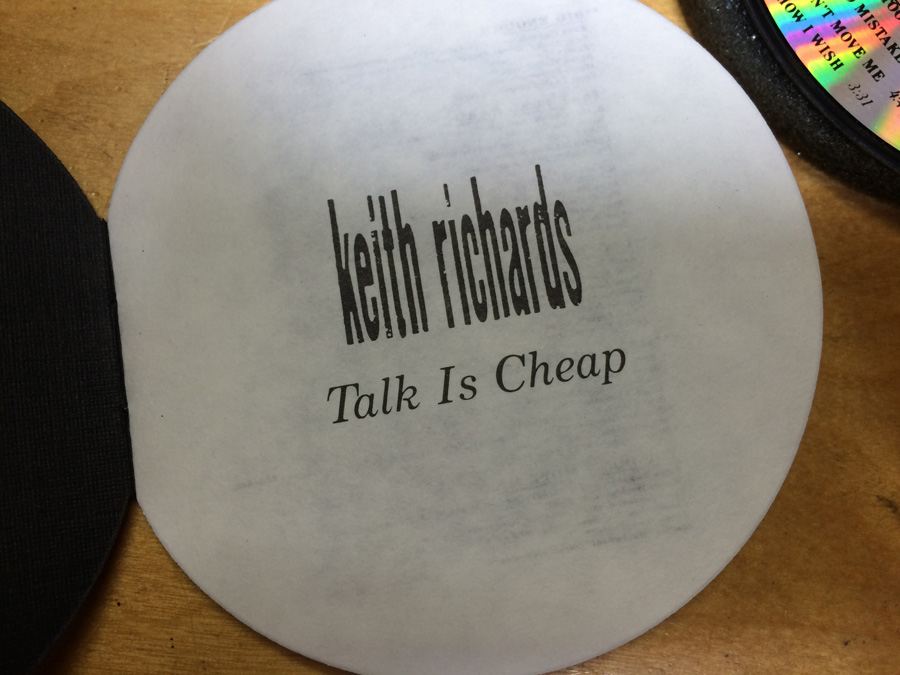 keith richards
Talk Is Cheap
MISTAKE
MOVE ME
HOW I WISH 3:31